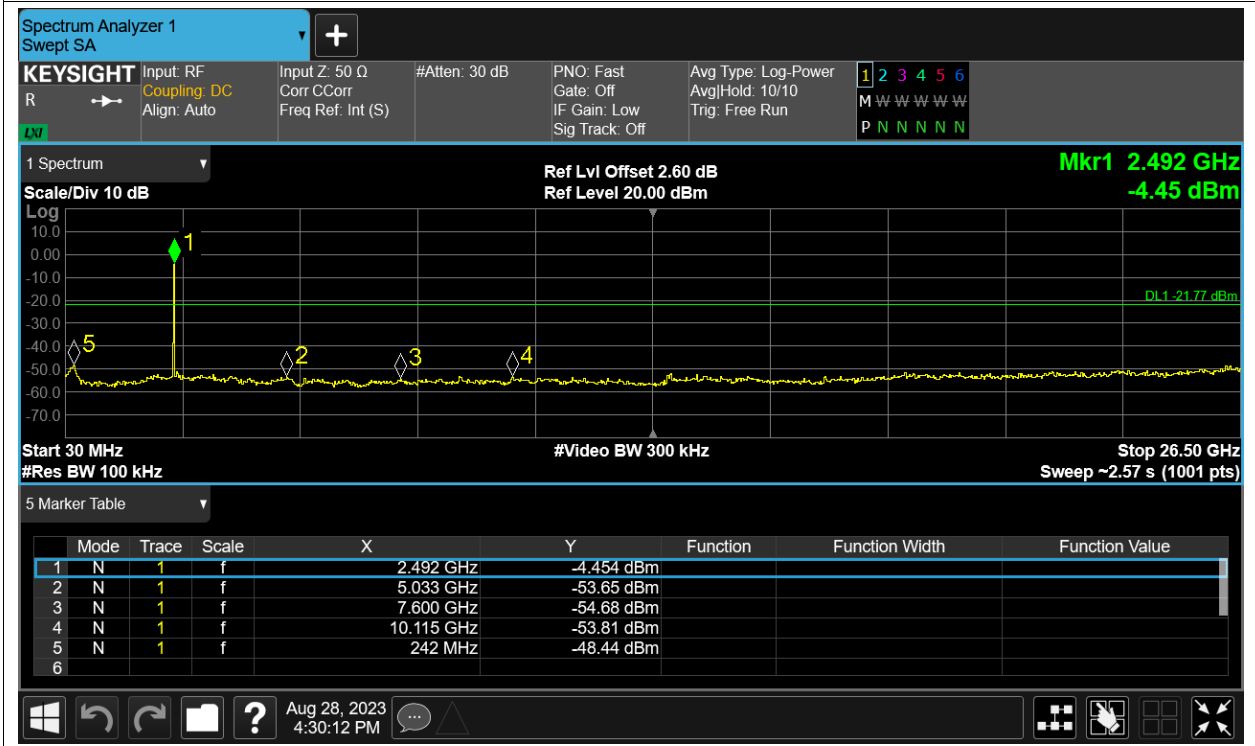 Spectrum Analyzer 1
Swept SA
+
KEYSIGHT
R
LXI
Input: RF
Coupling: DC
Align: Auto
Input Z: 50 Ω
Corr CCorr
Freq Ref: Int (S)
#Atten: 30 dB
PNO: Fast
Gate: Off
IF Gain: Low
Sig Track: Off
Avg Type: Log-Power
Avg|Hold: 10/10
Trig: Free Run
1 2 3 4 5 6
M W W W W W
P N N N N N
1 Spectrum
Scale/Div 10 dB
Ref Lvl Offset 2.60 dB
Ref Level 20.00 dBm
Mkr1 2.492 GHz
-4.45 dBm
Log
10.0
0.00
-10.0
-20.0
-30.0
-40.0
-50.0
-60.0
-70.0
1
DL1 -21.77 dBm
5
2
3
4
Start 30 MHz
#Video BW 300 kHz
Stop 26.50 GHz
#Res BW 100 kHz
Sweep ~2.57 s (1001 pts)
5 Marker Table
Mode Trace Scale X Y Function Function Width Function Value
1 N 1 f 2.492 GHz -4.454 dBm
2 N 1 f 5.033 GHz -53.65 dBm
3 N 1 f 7.600 GHz -54.68 dBm
4 N 1 f 10.115 GHz -53.81 dBm
5 N 1 f 242 MHz -48.44 dBm
6
?
Aug 28, 2023
4:30:12 PM